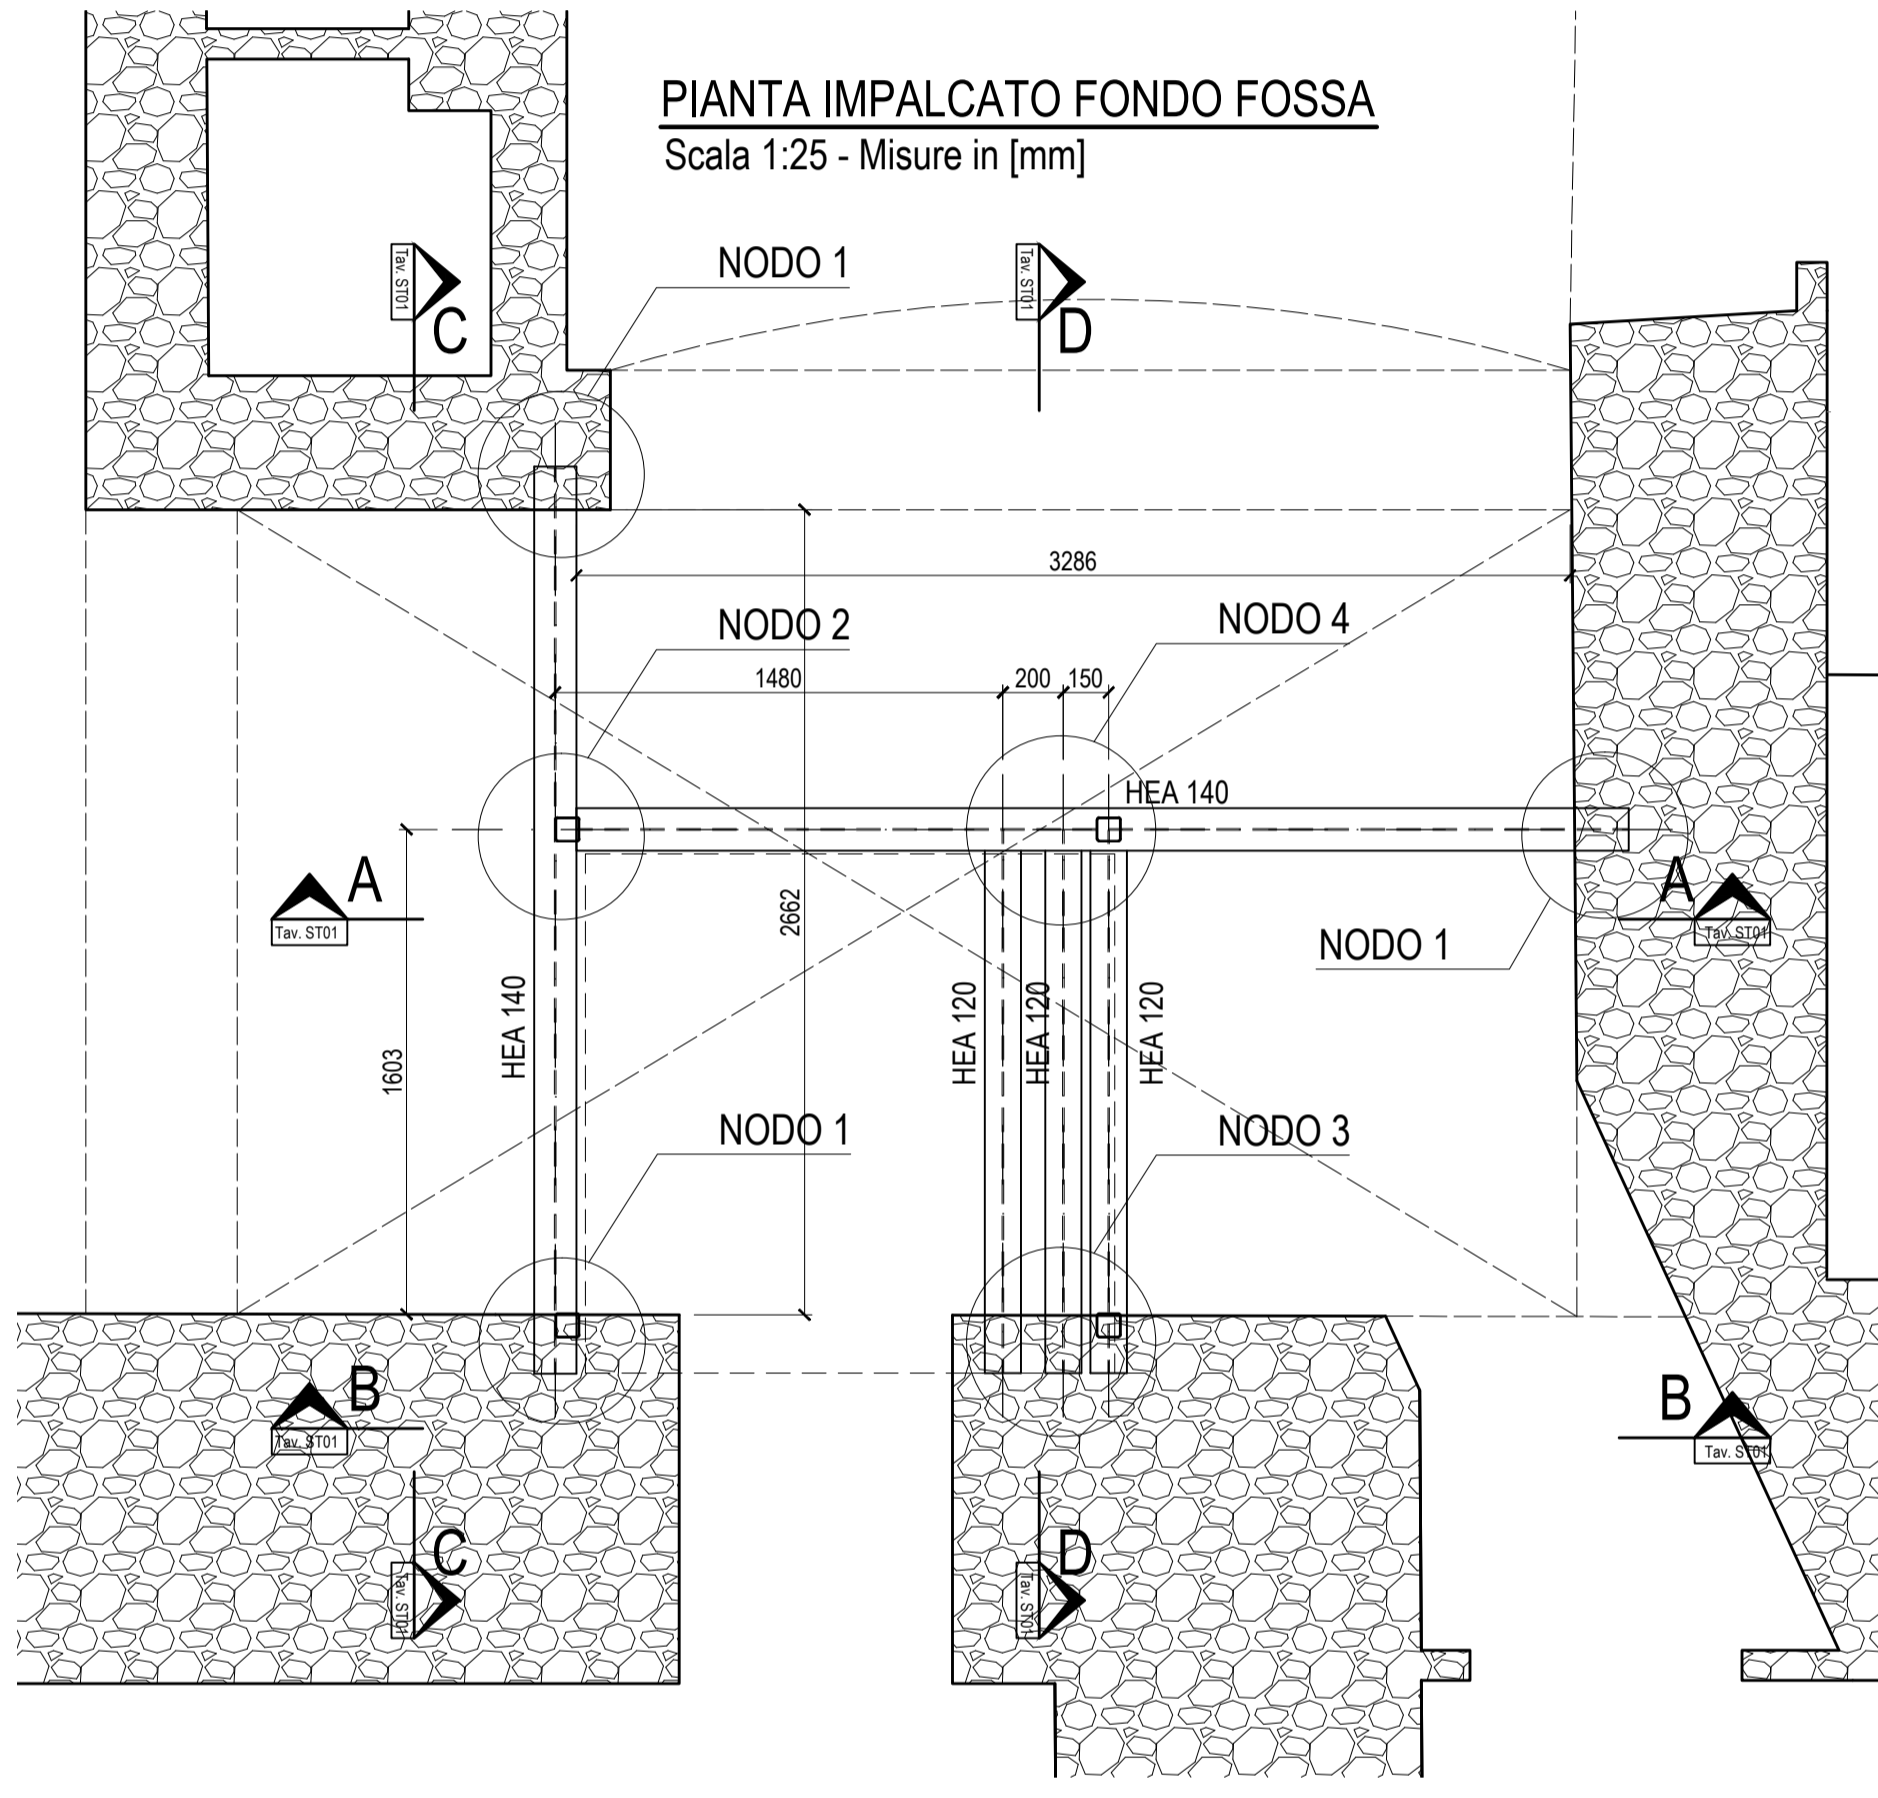 PIANTA IMPALCATO FONDO FOSSA
Scala 1:25 - Misure in [mm]
NODO 1
Tav. ST01
C
Tav. ST01
D
3286
NODO 2
NODO 4
1480
200
150
HEA 140
A
Tav. ST01
A
Tav. ST01
2662
NODO 1
HEA 140
HEA 120
HEA 120
HEA 120
1603
NODO 1
NODO 3
B
Tav. ST01
B
Tav. ST01
C
Tav. ST01
D
Tav. ST01